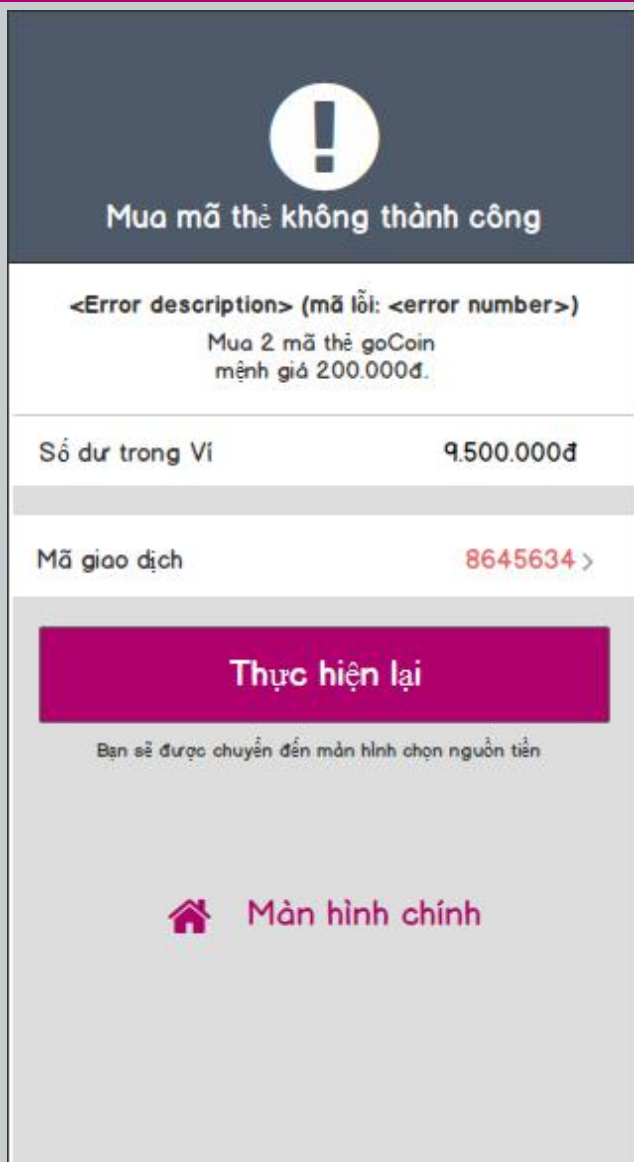 Mua mã thẻ không thành công
<Error description> (mã lỗi: <error number>)
Mua 2 mã thẻ goCoin
mệnh giá 200.000đ.
Số dư trong Ví 9.500.000đ
Mã giao dịch 8645634 >
Thực hiện lại
Bạn sẽ được chuyển đến màn hình chọn nguồn tiền
Màn hình chính